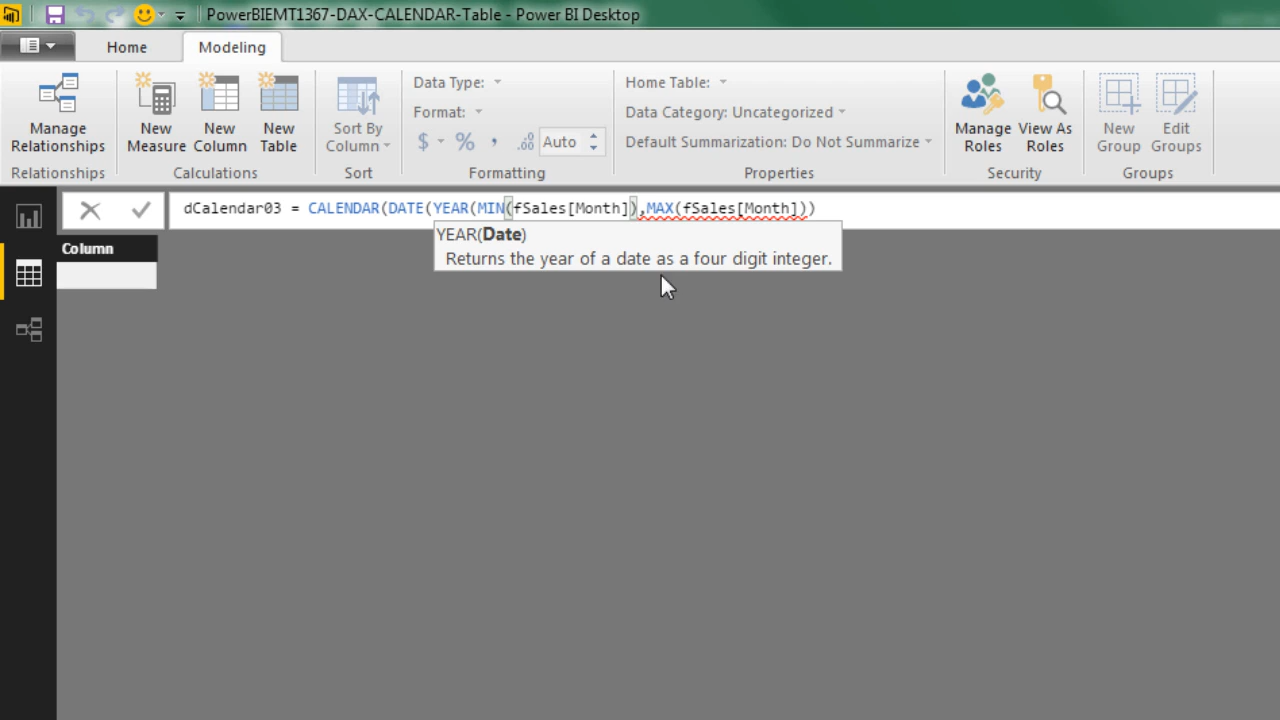 PowerBIEMT1367-DAX-CALENDAR-Table - Power BI Desktop
Home Modeling
Manage Relationships
New Measure
New Column
New Table
Sort By Column
Data Type:
Format:
$ % , .00 Auto
Home Table:
Data Category: Uncategorized
Default Summarization: Do Not Summarize
Manage Roles
View As Roles
New Group
Edit Groups
Relationships Calculations Sort Formatting Properties Security Groups
dCalendar03 = CALENDAR(DATE(YEAR(MIN(fSales[Month]),MAX(fSales[Month]))
YEAR(Date)
Returns the year of a date as a four digit integer.
Column